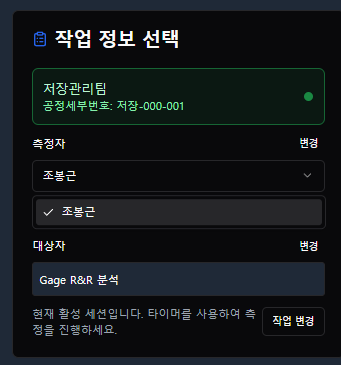 작업 정보 선택
저장관리팀
공정세부번호: 저장-000-001
측정자 변경
조봉근
조봉근
대상자 변경
Gage R&R 분석
현재 활성 세션입니다. 타이머를 사용하여 측
정을 진행하세요.
작업 변경